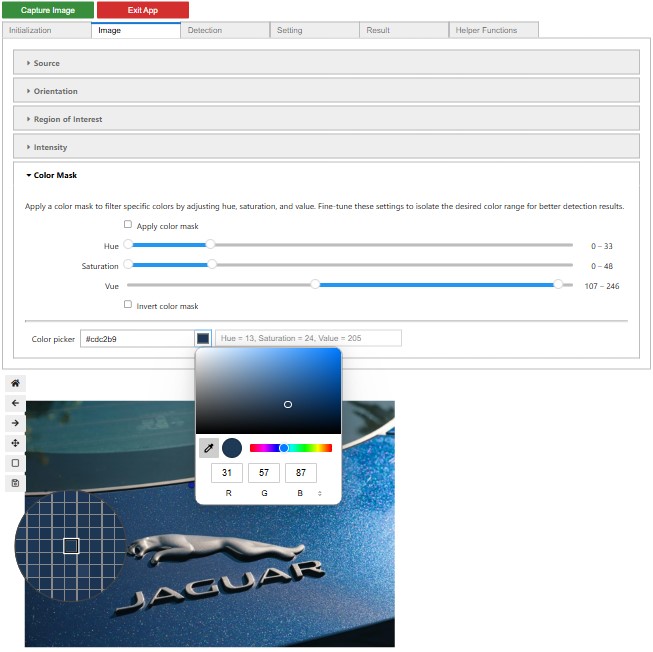 Capture Image Exit App
Initialization Image Detection Setting Result Helper Functions
Source
Orientation
Region of Interest
Intensity
Color Mask
Apply a color mask to filter specific colors by adjusting hue, saturation, and value. Fine-tune these settings to isolate the desired color range for better detection results.
Apply color mask
Hue 0 – 33
Saturation 0 – 48
Vue 107 – 246
Invert color mask
Color picker #cdc2b9 Hue = 13, Saturation = 24, Value = 205
31 57 87
R G B
JAGUAR